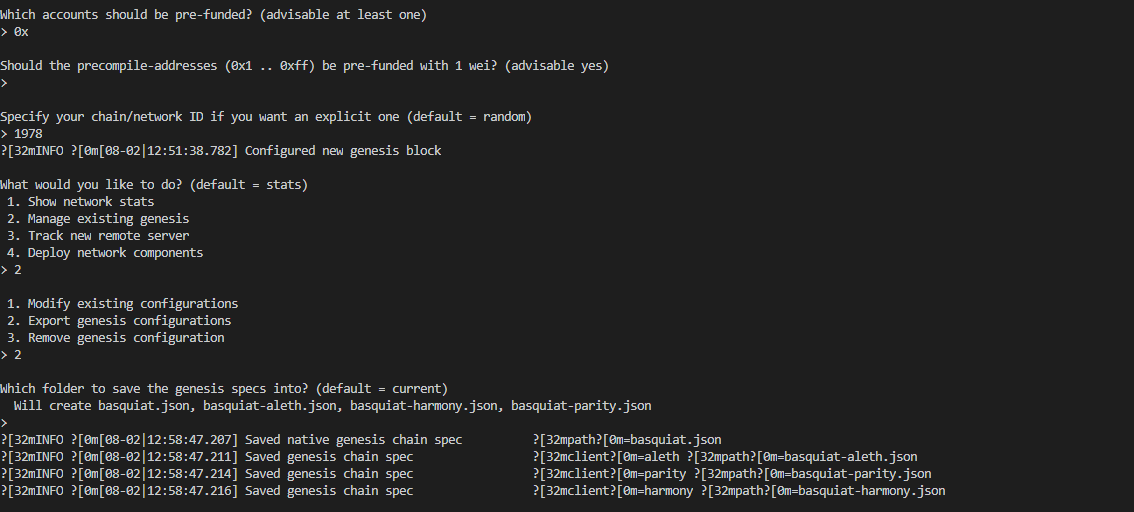 Which accounts should be pre-funded? (advisable at least one)
> 0x
Should the precompile-addresses (0x1 .. 0xff) be pre-funded with 1 wei? (advisable yes)
>
Specify your chain/network ID if you want an explicit one (default = random)
> 1978
?[32mINFO ?[0m[08-02|12:51:38.782] Configured new genesis block
What would you like to do? (default = stats)
1. Show network stats
2. Manage existing genesis
3. Track new remote server
4. Deploy network components
> 2
1. Modify existing configurations
2. Export genesis configurations
3. Remove genesis configuration
> 2
Which folder to save the genesis specs into? (default = current)
Will create basquiat.json, basquiat-aleth.json, basquiat-harmony.json, basquiat-parity.json
>
?[32mINFO ?[0m[08-02|12:58:47.207] Saved native genesis chain spec ?[32mpath?[0m=basquiat.json
?[32mINFO ?[0m[08-02|12:58:47.211] Saved genesis chain spec ?[32mclient?[0m=aleth ?[32mpath?[0m=basquiat-aleth.json
?[32mINFO ?[0m[08-02|12:58:47.214] Saved genesis chain spec ?[32mclient?[0m=parity ?[32mpath?[0m=basquiat-parity.json
?[32mINFO ?[0m[08-02|12:58:47.216] Saved genesis chain spec ?[32mclient?[0m=harmony ?[32mpath?[0m=basquiat-harmony.json